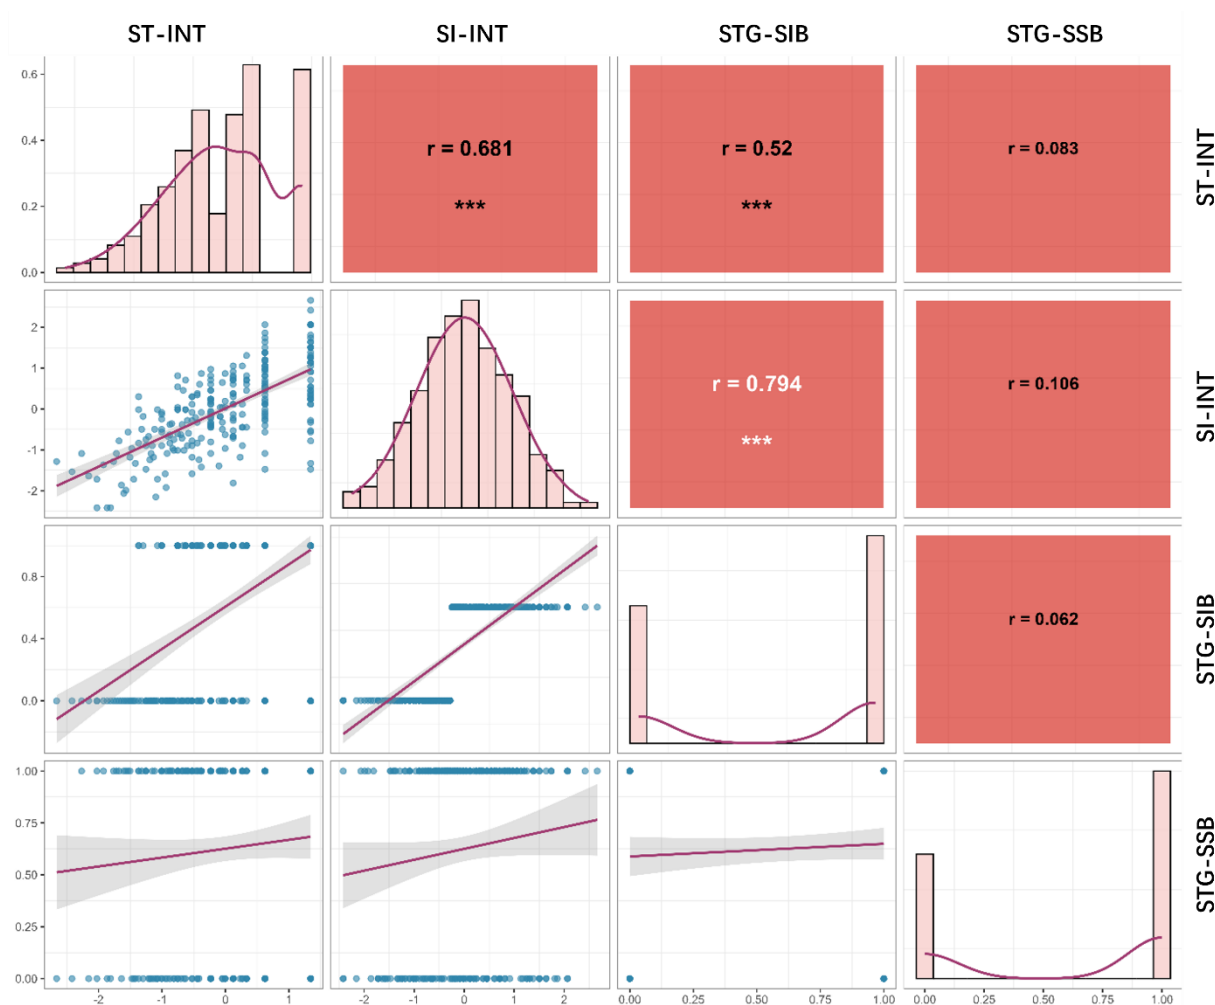 ST-INT SI-INT STG-SIB STG-SSB
0.6
0.4
0.2
0.0
r = 0.681
***
r = 0.52
***
r = 0.083
ST-INT
2
1
0
-1
-2
r = 0.794
***
r = 0.106
SI-INT
0.8
0.4
0.0
r = 0.062
STG-SIB
1.00
0.75
0.50
0.25
0.00
STG-SSB
-2 -1 0 1
-2 -1 0 1 2
0.00 0.25 0.50 0.75 1.00
0.00 0.25 0.50 0.75 1.00